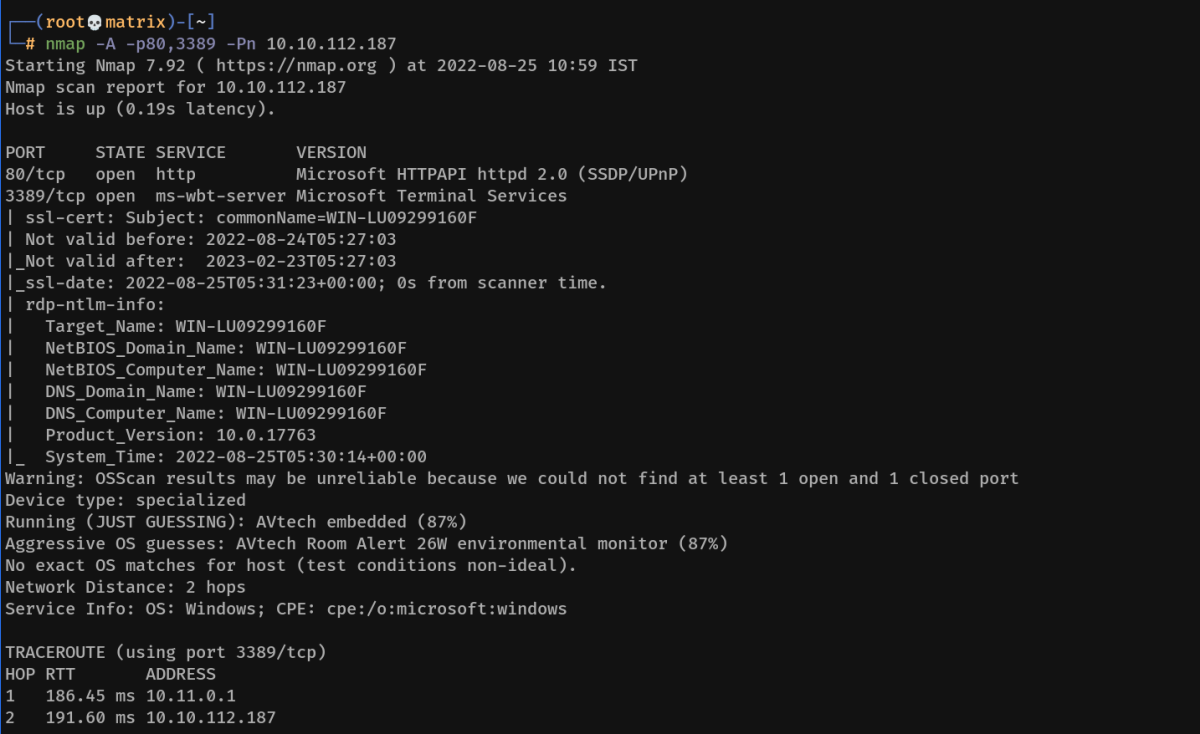 ┌──(root💀matrix)-[~]
└─# nmap -A -p80,3389 -Pn 10.10.112.187
Starting Nmap 7.92 ( https://nmap.org ) at 2022-08-25 10:59 IST
Nmap scan report for 10.10.112.187
Host is up (0.19s latency).

PORT     STATE SERVICE       VERSION
80/tcp   open  http          Microsoft HTTPAPI httpd 2.0 (SSDP/UPnP)
3389/tcp open  ms-wbt-server Microsoft Terminal Services
| ssl-cert: Subject: commonName=WIN-LU09299160F
| Not valid before: 2022-08-24T05:27:03
|_Not valid after:  2023-02-23T05:27:03
|_ssl-date: 2022-08-25T05:31:23+00:00; 0s from scanner time.
| rdp-ntlm-info:
|   Target_Name: WIN-LU09299160F
|   NetBIOS_Domain_Name: WIN-LU09299160F
|   NetBIOS_Computer_Name: WIN-LU09299160F
|   DNS_Domain_Name: WIN-LU09299160F
|   DNS_Computer_Name: WIN-LU09299160F
|   Product_Version: 10.0.17763
|_  System_Time: 2022-08-25T05:30:14+00:00
Warning: OSScan results may be unreliable because we could not find at least 1 open and 1 closed port
Device type: specialized
Running (JUST GUESSING): AVtech embedded (87%)
Aggressive OS guesses: AVtech Room Alert 26W environmental monitor (87%)
No exact OS matches for host (test conditions non-ideal).
Network Distance: 2 hops
Service Info: OS: Windows; CPE: cpe:/o:microsoft:windows

TRACEROUTE (using port 3389/tcp)
HOP RTT       ADDRESS
1   186.45 ms 10.11.0.1
2   191.60 ms 10.10.112.187